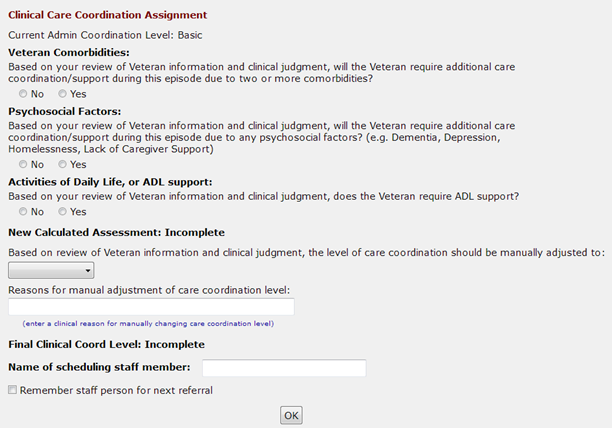 Clinical Care Coordination Assignment
Current Admin Coordination Level: Basic
Veteran Comorbidities:
Based on your review of Veteran information and clinical judgment, will the Veteran require additional care
coordination/support during this episode due to two or more comorbidities?
No Yes
Psychosocial Factors:
Based on your review of Veteran information and clinical judgment, will the Veteran require additional care
coordination/support during this episode due to any psychosocial factors? (e.g. Dementia, Depression,
Homelessness, Lack of Caregiver Support)
No Yes
Activities of Daily Life, or ADL support:
Based on your review of Veteran information and clinical judgment, does the Veteran require ADL support?
No Yes
New Calculated Assessment: Incomplete
Based on review of Veteran information and clinical judgment, the level of care coordination should be manually adjusted to:
Reasons for manual adjustment of care coordination level:
(enter a clinical reason for manually changing care coordination level)
Final Clinical Coord Level: Incomplete
Name of scheduling staff member:
Remember staff person for next referral
OK